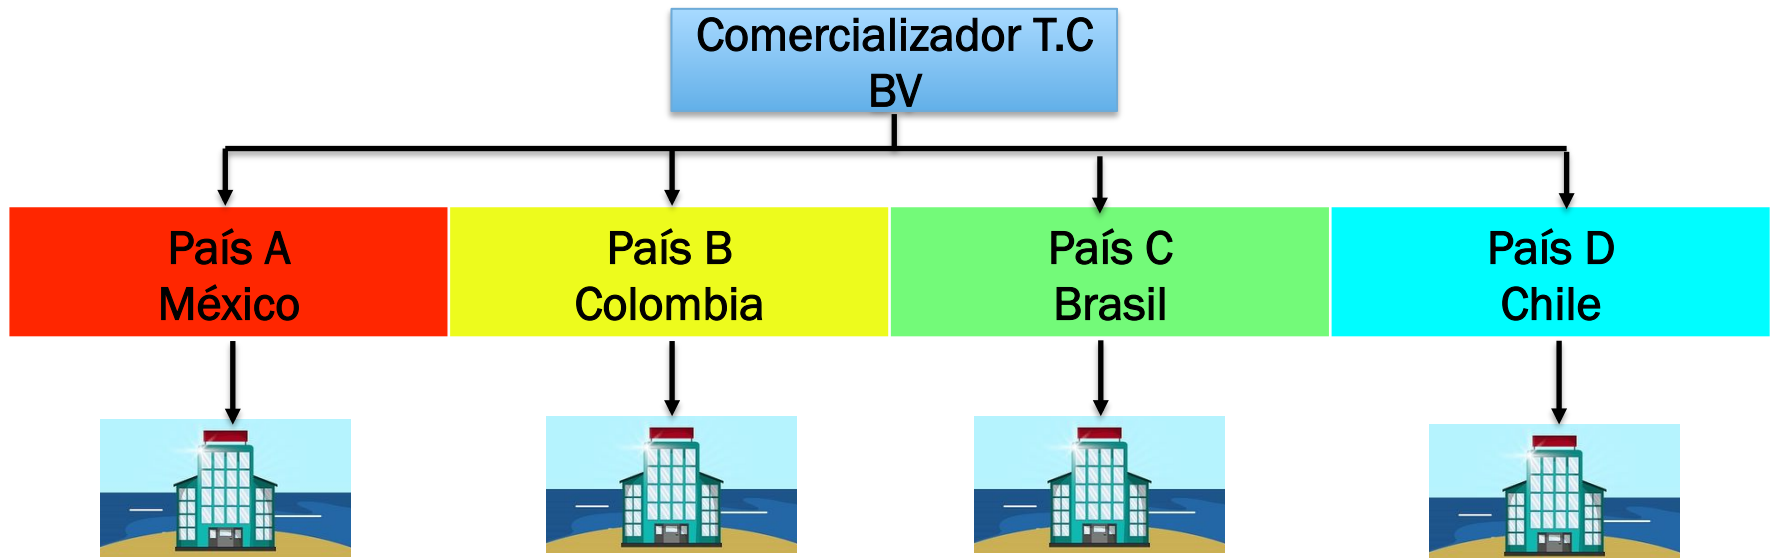 Comercializador T.C
BV
País A
México
País B
Colombia
País C
Brasil
País D
Chile